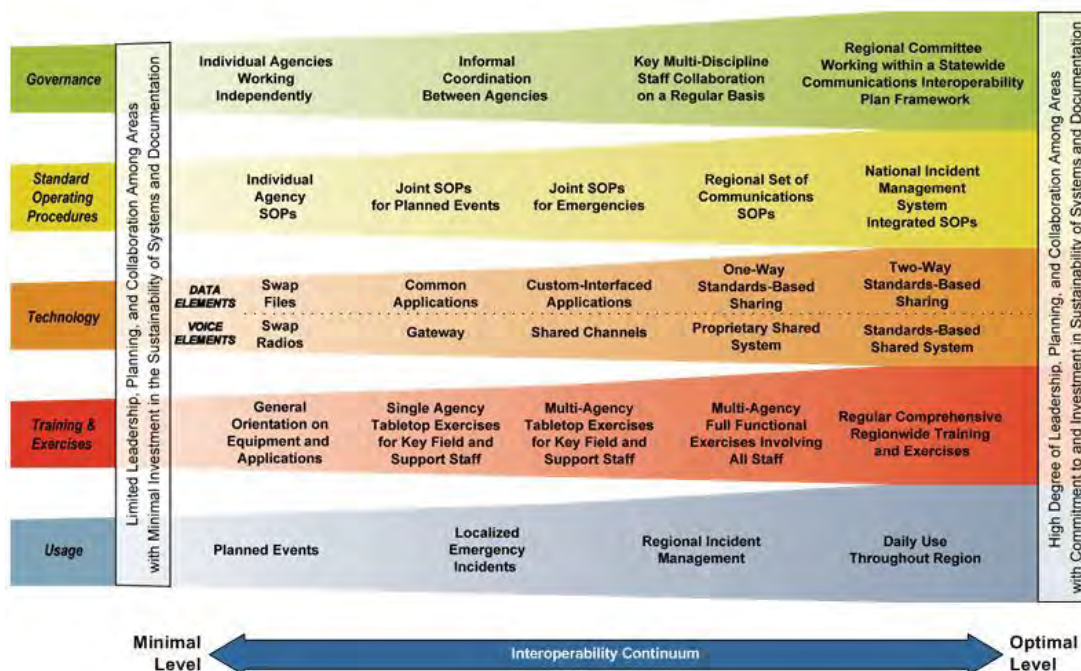 Governance
Individual Agencies
Working
Independently
Informal
Coordination
Between Agencies
Key Multi-Discipline
Staff Collaboration
on a Regular Basis
Regional Committee
Working within a Statewide
Communications Interoperability
Plan Framework
Standard
Operating
Procedures
Individual
Agency
SOPs
Joint SOPs
for Planned Events
Joint SOPs
for Emergencies
Regional Set of
Communications
SOPs
National Incident
Management
System
Integrated SOPs
Technology
DATA
ELEMENTS
Swap
Files
Common
Applications
Custom-Interfaced
Applications
One-Way
Standards-Based
Sharing
Two-Way
Standards-Based
Sharing
VOICE
ELEMENTS
Swap
Radios
Gateway
Shared Channels
Proprietary Shared
System
Standards-Based
Shared System
Training &
Exercises
General
Orientation on
Equipment and
Applications
Single Agency
Tabletop Exercises
for Key Field and
Support Staff
Multi-Agency
Tabletop Exercises
for Key Field and
Support Staff
Multi-Agency
Full Functional
Exercises Involving
All Staff
Regular Comprehensive
Regionwide Training
and Exercises
Usage
Planned Events
Localized
Emergency
Incidents
Regional Incident
Management
Daily Use
Throughout Region
Limited Leadership, Planning, and Collaboration Among Areas
with Minimal Investment in the Sustainability of Systems and Documentation
High Degree of Leadership, Planning, and Collaboration Among Areas
with Commitment to and Investment in Sustainability of Systems and Documentation
Minimal
Level
Interoperability Continuum
Optimal
Level